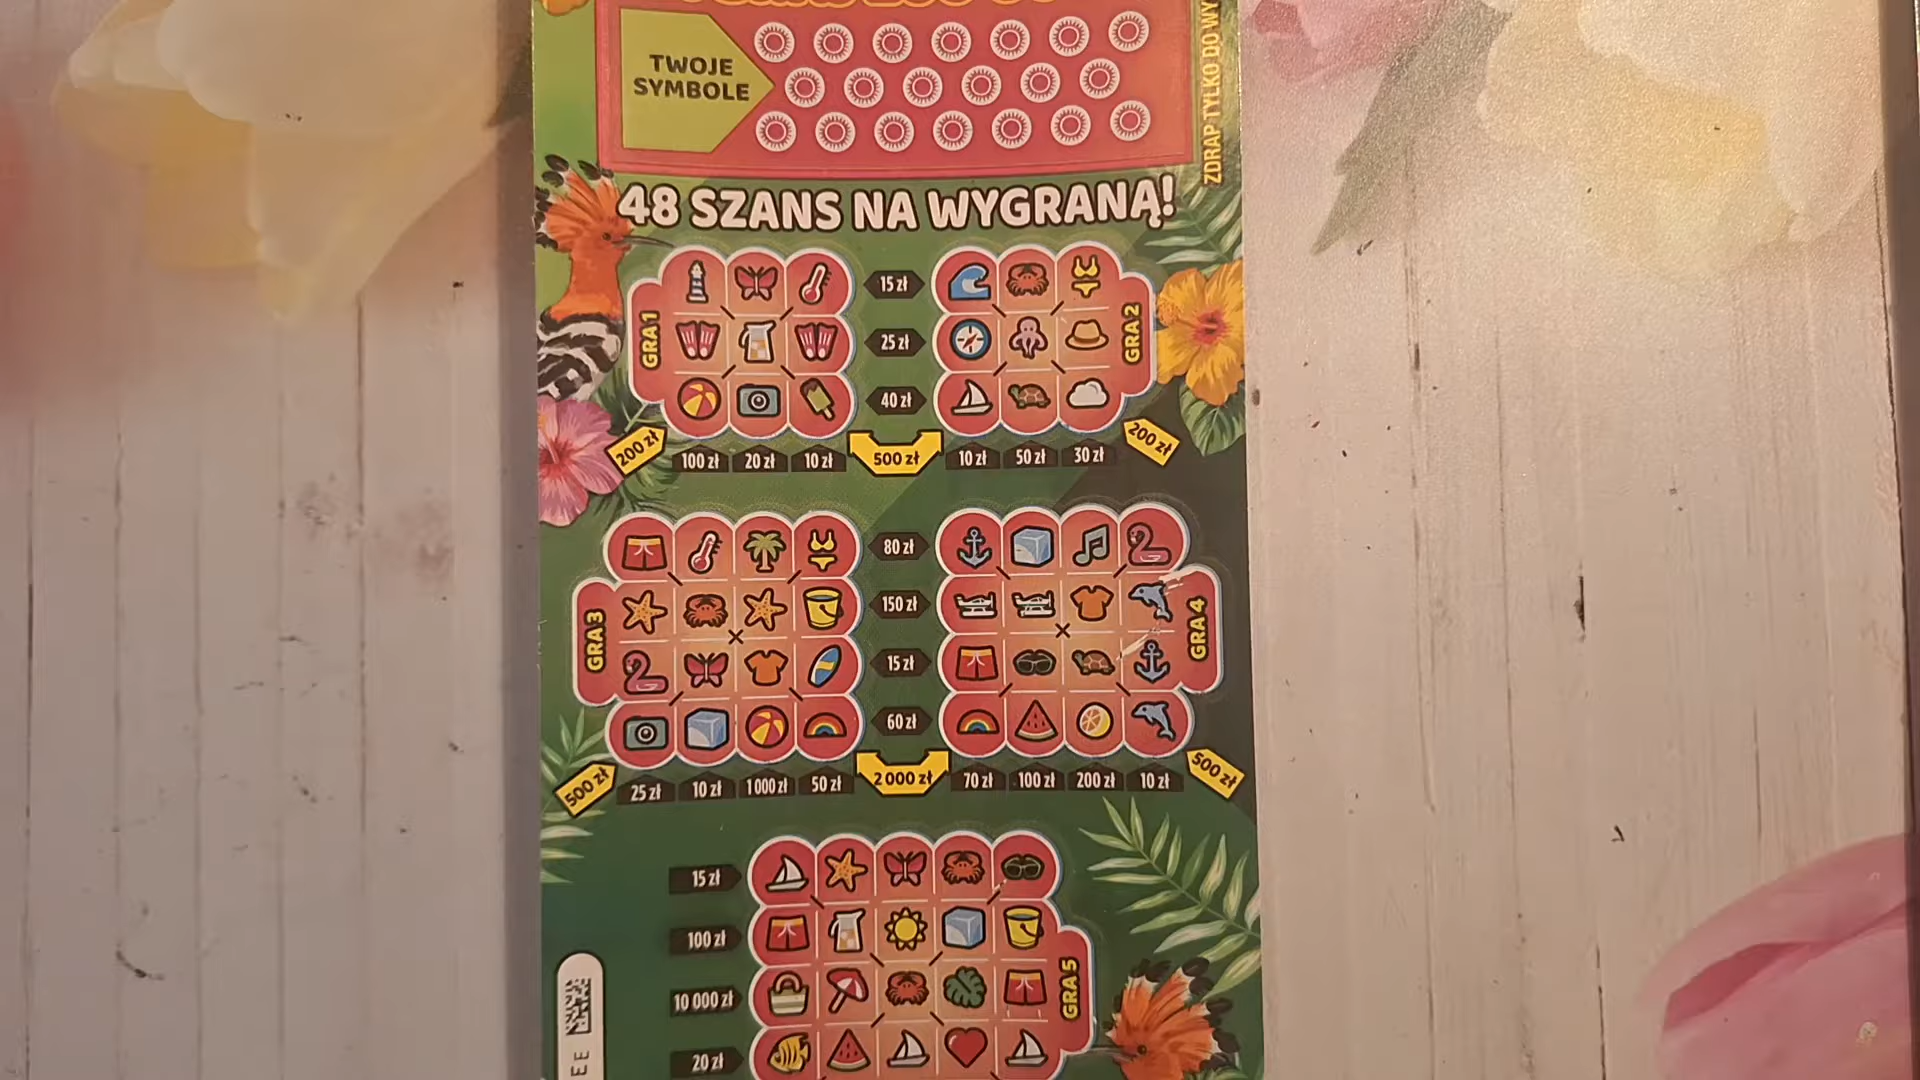 TWOJE
SYMBOLE
ZDRAP TYLKO DO WY
48 SZANS NA WYGRANĄ!
GRA 1
15 zł
25 zł
40 zł
GRA 2
200 zł
100 zł
20 zł
10 zł
500 zł
10 zł
50 zł
30 zł
200 zł
GRA 3
80 zł
150 zł
15 zł
60 zł
GRA 4
500 zł
25 zł
10 zł
1 000 zł
50 zł
2 000 zł
70 zł
100 zł
200 zł
10 zł
500 zł
15 zł
100 zł
10 000 zł
20 zł
GRA 5
EE